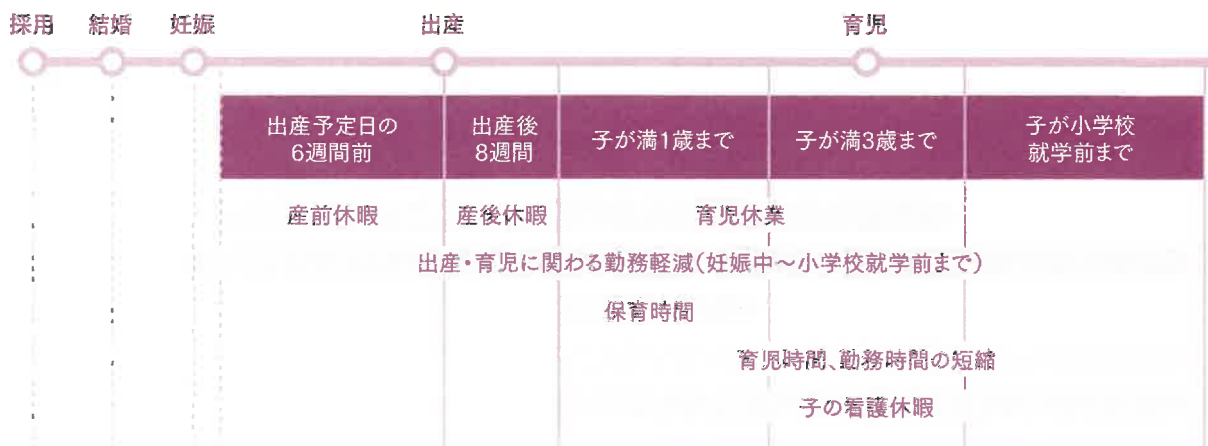 採用 結婚 妊娠 出産 育児
出産予定日の
6週間前
出産後
8週間
子が満1歳まで
子が満3歳まで
子が小学校
就学前まで
産前休暇 産後休暇 育児休業
出産・育児に関わる勤務軽減(妊娠中～小学校就学前まで)
保育時間
育児時間、勤務時間の短縮
子の看護休暇